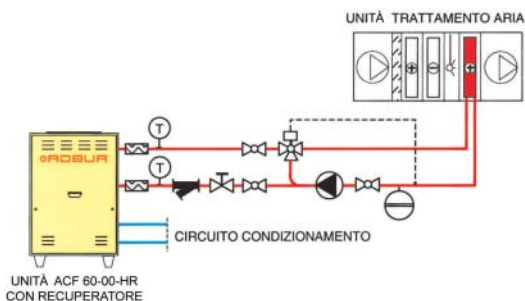 UNITÀ TRATTAMENTO ARIA
T
T
ROBUR
CIRCUITO CONDIZIONAMENTO
UNITÀ ACF 60-00-HR
CON RECUPERATORE